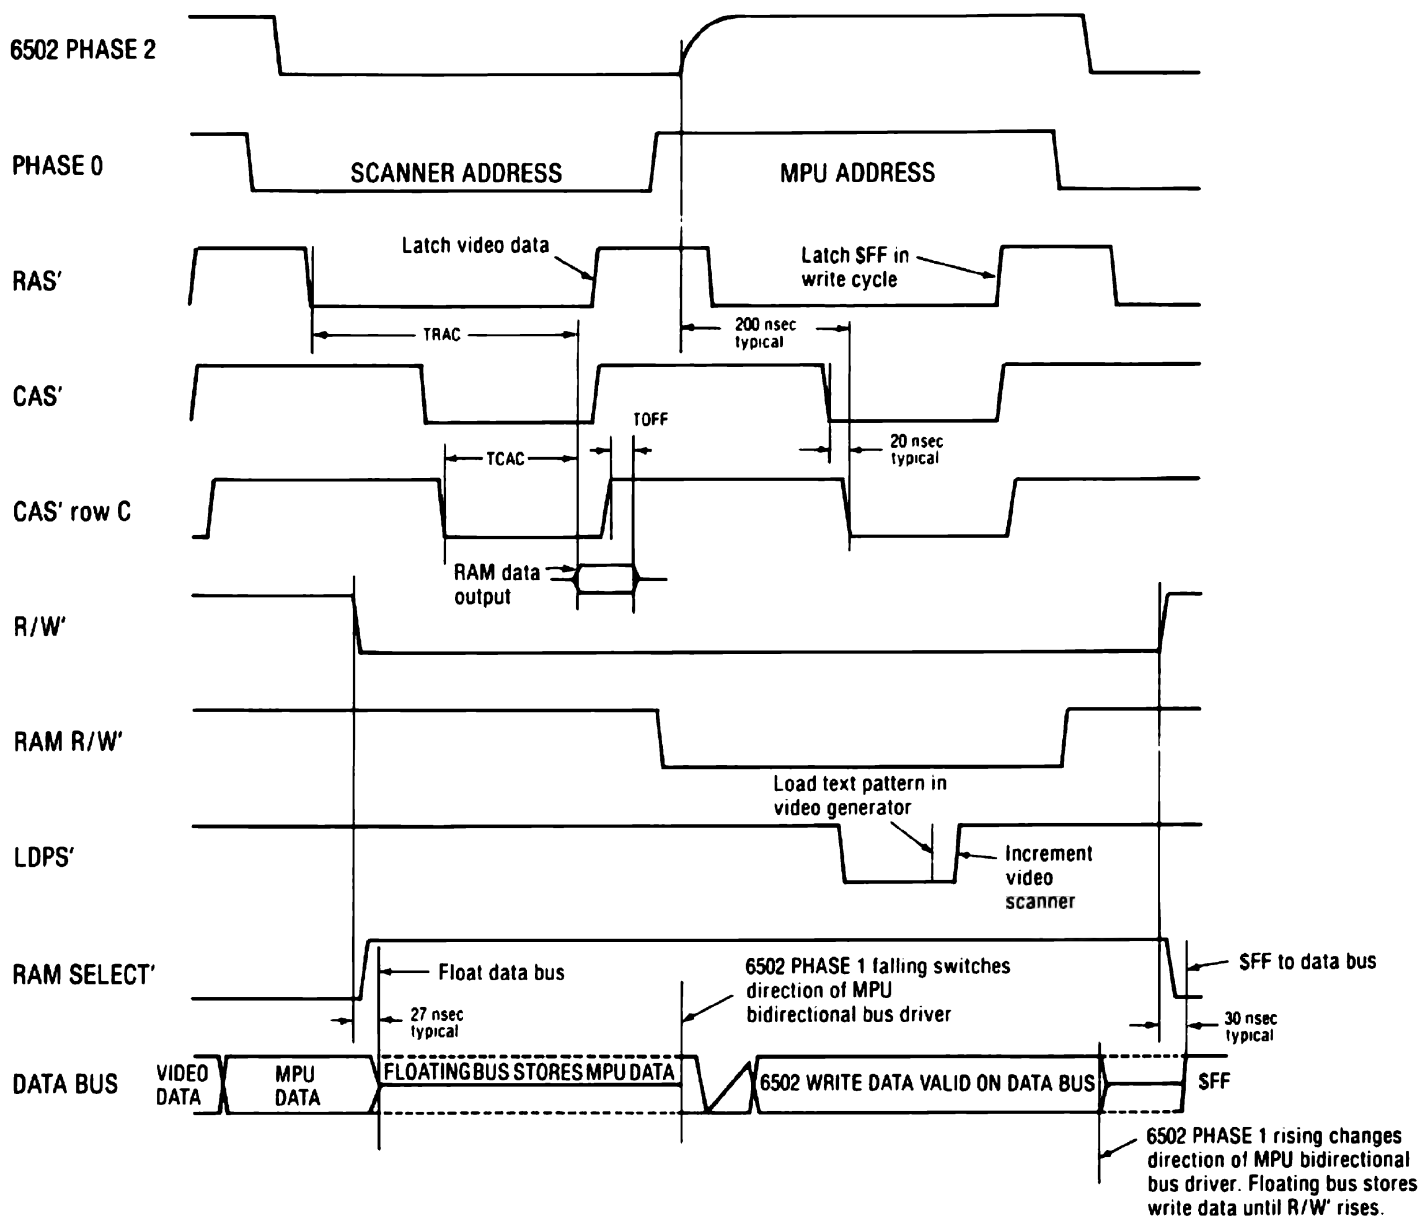 6502 PHASE 2
PHASE 0
SCANNER ADDRESS
MPU ADDRESS
RAS'
Latch video data
Latch $FF in
write cycle
TRAC
200 nsec
typical
CAS'
TOFF
20 nsec
typical
TCAC
CAS' row C
RAM data
output
R/W'
RAM R/W'
Load text pattern in
video generator
LDPS'
Increment
video
scanner
RAM SELECT'
Float data bus
6502 PHASE 1 falling switches
direction of MPU
bidirectional bus driver
$FF to data bus
27 nsec
typical
30 nsec
typical
DATA BUS
VIDEO
DATA
MPU
DATA
FLOATING BUS STORES MPU DATA
6502 WRITE DATA VALID ON DATA BUS
$FF
6502 PHASE 1 rising changes
direction of MPU bidirectional
bus driver. Floating bus stores
write data until R/W' rises.